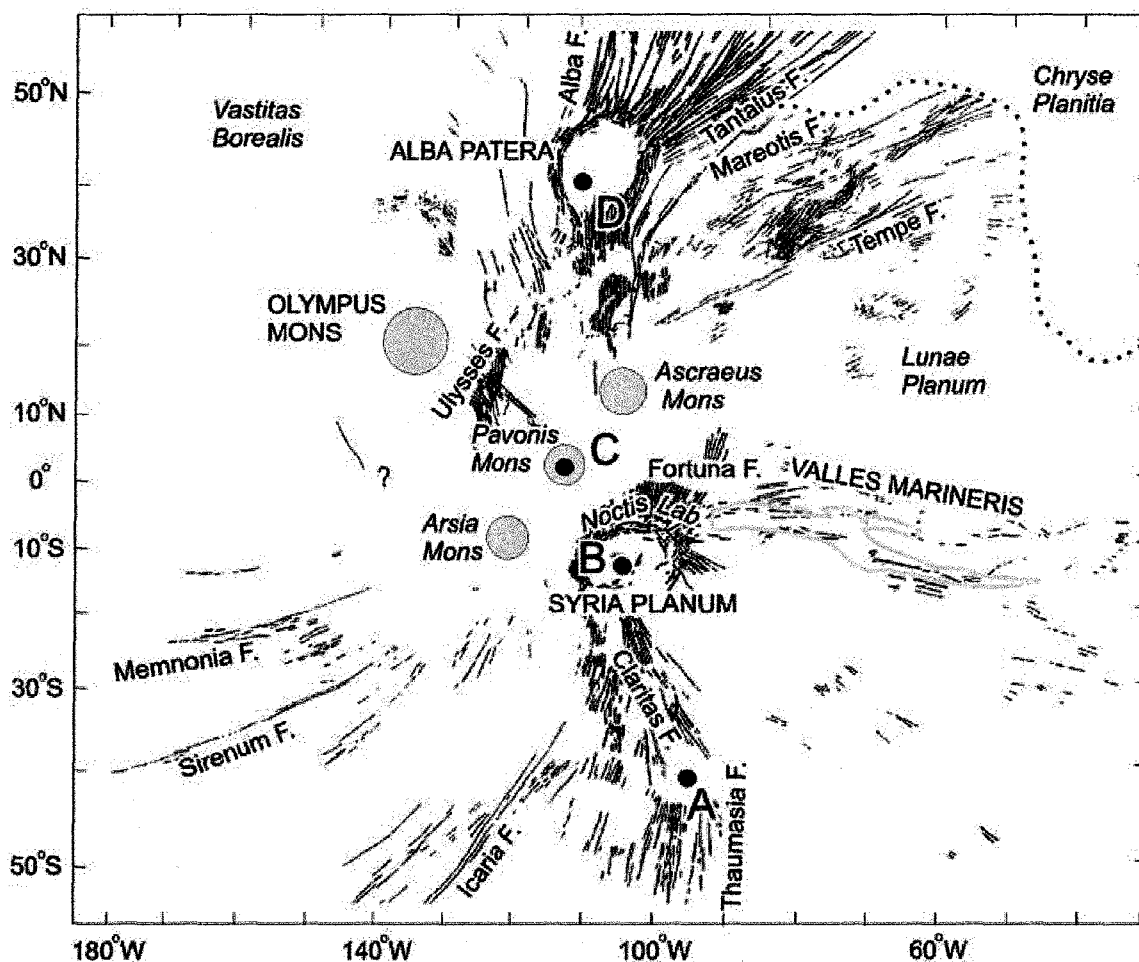 50°N
30°N
10°N
0°
10°S
30°S
50°S
180°W
140°W
100°W
60°W
Vastitas
Borealis
Alba F.
Tantalus F.
Chryse
Planitia
ALBA PATERA
Mareotis F.
D
Tempe F.
OLYMPUS
MONS
Ulysses F.
Ascraeus
Mons
Lunae
Planum
Pavonis
Mons
C
Fortuna F.
VALLES MARINERIS
?
Noctis Lab.
Arsia
Mons
B
SYRIA PLANUM
Memnonia F.
Claritas F.
Sirenum F.
A
Thaumasia F.
Icaria F.